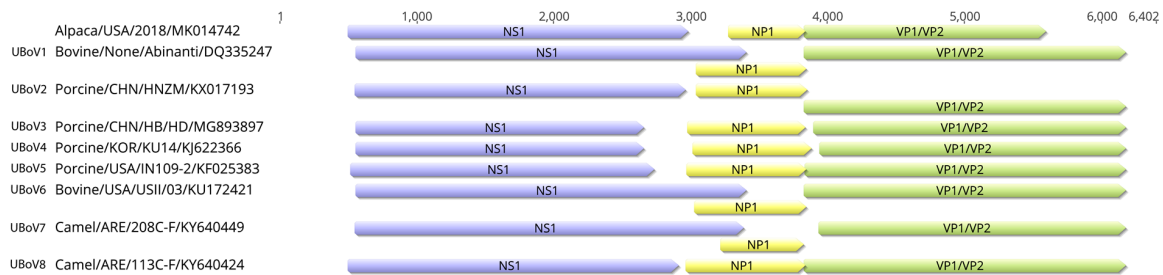 1 1,000 2,000 3,000 4,000 5,000 6,000 6,402
Alpaca/USA/2018/MK014742 NS1 NP1 VP1/VP2
UBoV1 Bovine/None/Abinanti/DQ335247 NS1 VP1/VP2
NP1
UBoV2 Porcine/CHN/HNZM/KX017193 NS1 NP1
VP1/VP2
UBoV3 Porcine/CHN/HB/HD/MG893897 NS1 NP1 VP1/VP2
UBoV4 Porcine/KOR/KU14/KJ622366 NS1 NP1 VP1/VP2
UBoV5 Porcine/USA/IN109-2/KF025383 NS1 NP1 VP1/VP2
UBoV6 Bovine/USA/USII/03/KU172421 NS1 VP1/VP2
NP1
UBoV7 Camel/ARE/208C-F/KY640449 NS1 VP1/VP2
NP1
UBoV8 Camel/ARE/113C-F/KY640424 NS1 NP1 VP1/VP2